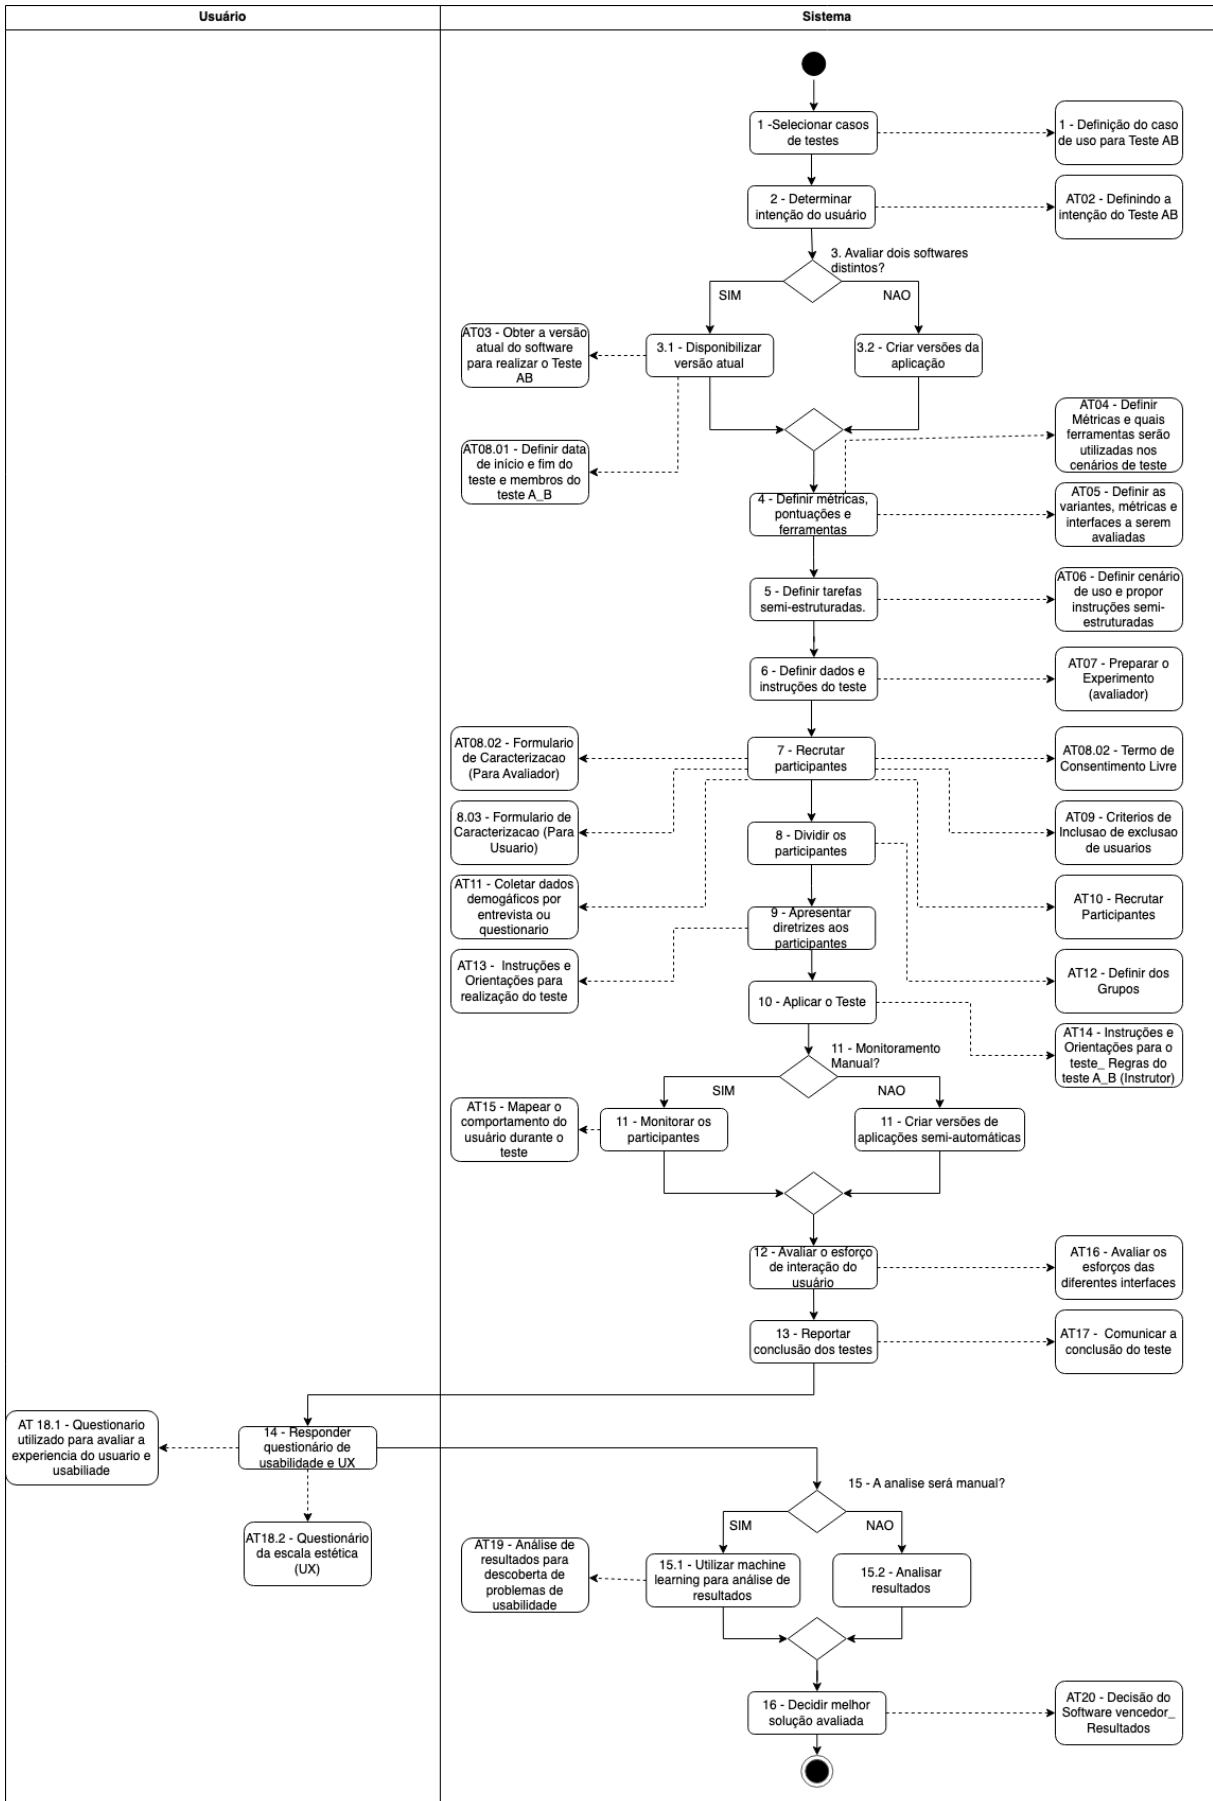 Usuário
Sistema
1 -Selecionar casos
de testes
1 - Definição do caso
de uso para Teste AB
2 - Determinar
intenção do usuário
AT02 - Definindo a
intenção do Teste AB
3. Avaliar dois softwares
distintos?
SIM
NAO
AT03 - Obter a versão
atual do software
para realizar o Teste
AB
3.1 - Disponibilizar
versão atual
3.2 - Criar versões da
aplicação
AT04 - Definir
Métricas e quais
ferramentas serão
utilizadas nos
cenários de teste
AT08.01 - Definir data
de início e fim do
teste e membros do
teste A_B
4 - Definir métricas,
pontuações e
ferramentas
AT05 - Definir as
variantes, métricas e
interfaces a serem
avaliadas
5 - Definir tarefas
semi-estruturadas.
AT06 - Definir cenário
de uso e propor
instruções semi-
estruturadas
6 - Definir dados e
instruções do teste
AT07 - Preparar o
Experimento
(avaliador)
AT08.02 - Formulario
de Caracterizacao
(Para Avaliador)
7 - Recrutar
participantes
AT08.02 - Termo de
Consentimento Livre
8.03 - Formulario de
Caracterizacao (Para
Usuario)
8 - Dividir os
participantes
AT09 - Criterios de
Inclusao de exclusao
de usuarios
AT11 - Coletar dados
demogáficos por
entrevista ou
questionario
9 - Apresentar
diretrizes aos
participantes
AT10 - Recrutar
Participantes
AT13 -  Instruções e
Orientações para
realização do teste
10 - Aplicar o Teste
AT12 - Definir dos
Grupos
11 - Monitoramento
Manual?
AT14 - Instruções e
Orientações para o
teste_ Regras do
teste A_B (Instrutor)
SIM
NAO
AT15 - Mapear o
comportamento do
usuário durante o
teste
11 - Monitorar os
participantes
11 - Criar versões de
aplicações semi-automáticas
12 - Avaliar o esforço
de interação do
usuário
AT16 - Avaliar os
esforços das
diferentes interfaces
13 - Reportar
conclusão dos testes
AT17 -  Comunicar a
conclusão do teste
AT 18.1 - Questionario
utilizado para avaliar a
experiencia do usuario e
usabiliade
14 - Responder
questionário de
usabilidade e UX
15 - A analise será manual?
SIM
NAO
AT18.2 - Questionário
da escala estética
(UX)
AT19 - Análise de
resultados para
descoberta de
problemas de
usabilidade
15.1 - Utilizar machine
learning para análise de
resultados
15.2 - Analisar
resultados
16 - Decidir melhor
solução avaliada
AT20 - Decisão do
Software vencedor_
Resultados